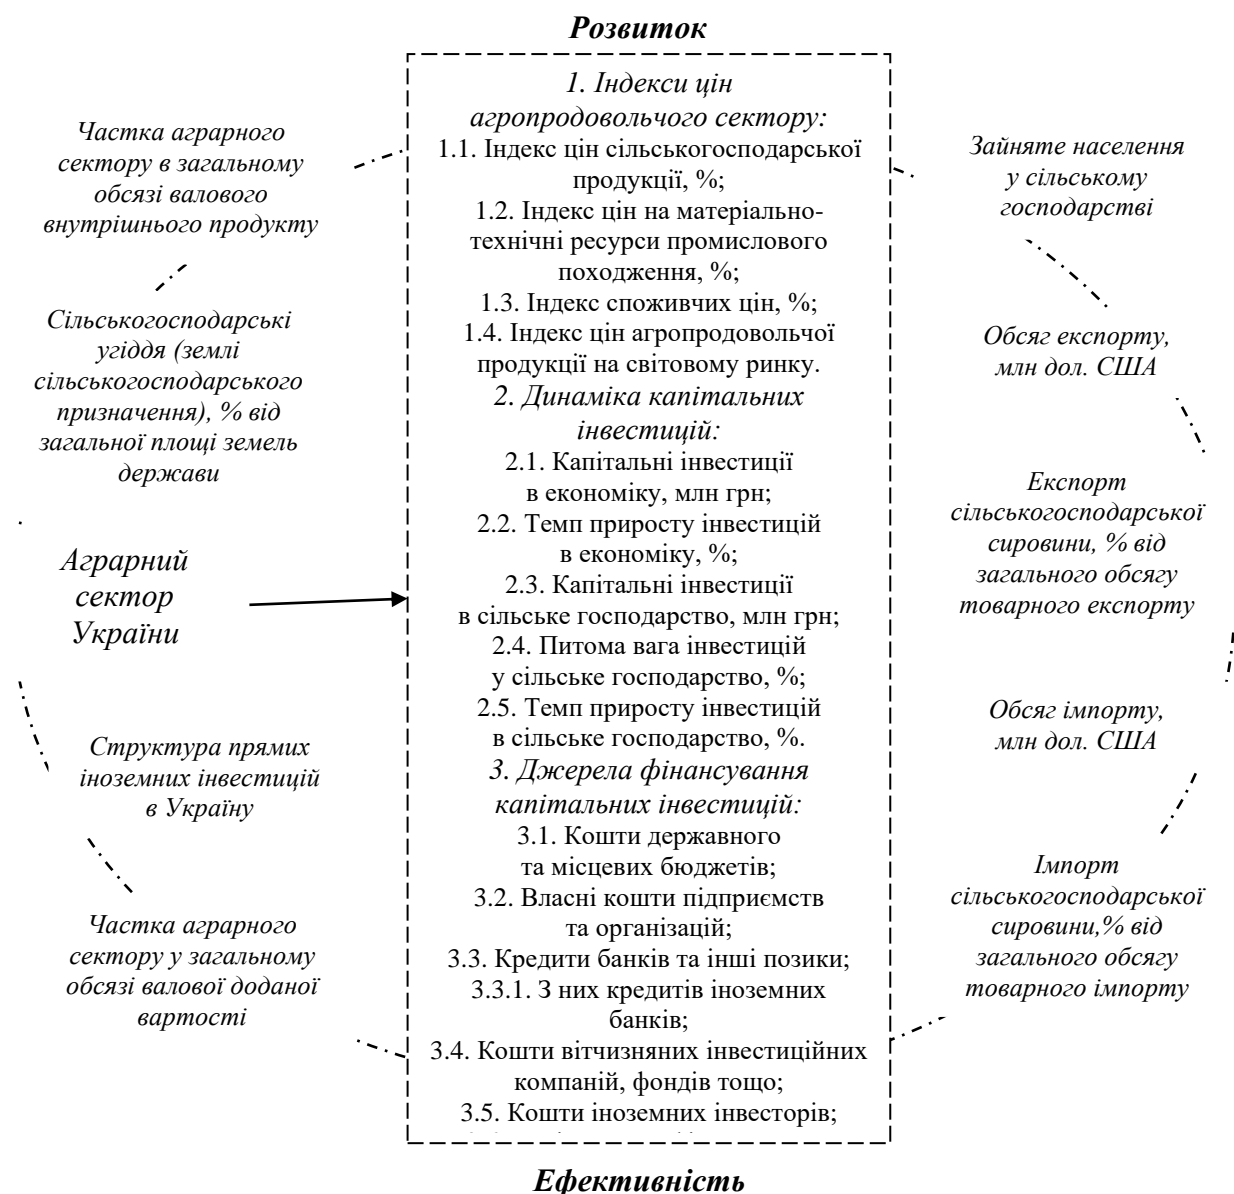 Розвиток
Частка аграрного
сектору в загальному
обсязі валового
внутрішнього продукту
Сільськогосподарські
угіддя (землі
сільськогосподарського
призначення), % від
загальної площі земель
держави
Аграрний
сектор
України
Структура прямих
іноземних інвестицій
в Україну
Частка аграрного
сектору у загальному
обсязі валової доданої
вартості
1. Індекси цін
агропродовольчого сектору:
1.1. Індекс цін сільськогосподарської
продукції, %;
1.2. Індекс цін на матеріально-
технічні ресурси промислового
походження, %;
1.3. Індекс споживчих цін, %;
1.4. Індекс цін агропродовольчої
продукції на світовому ринку.
2. Динаміка капітальних
інвестицій:
2.1. Капітальні інвестиції
в економіку, млн грн;
2.2. Темп приросту інвестицій
в економіку, %;
2.3. Капітальні інвестиції
в сільське господарство, млн грн;
2.4. Питома вага інвестицій
у сільське господарство, %;
2.5. Темп приросту інвестицій
в сільське господарство, %.
3. Джерела фінансування
капітальних інвестицій:
3.1. Кошти державного
та місцевих бюджетів;
3.2. Власні кошти підприємств
та організацій;
3.3. Кредити банків та інші позики;
3.3.1. З них кредитів іноземних
банків;
3.4. Кошти вітчизняних інвестиційних
компаній, фондів тощо;
3.5. Кошти іноземних інвесторів;
Зайняте населення
у сільському
господарстві
Обсяг експорту,
млн дол. США
Експорт
сільськогосподарської
сировини, % від
загального обсягу
товарного експорту
Обсяг імпорту,
млн дол. США
Імпорт
сільськогосподарської
сировини,% від
загального обсягу
товарного імпорту
Ефективність